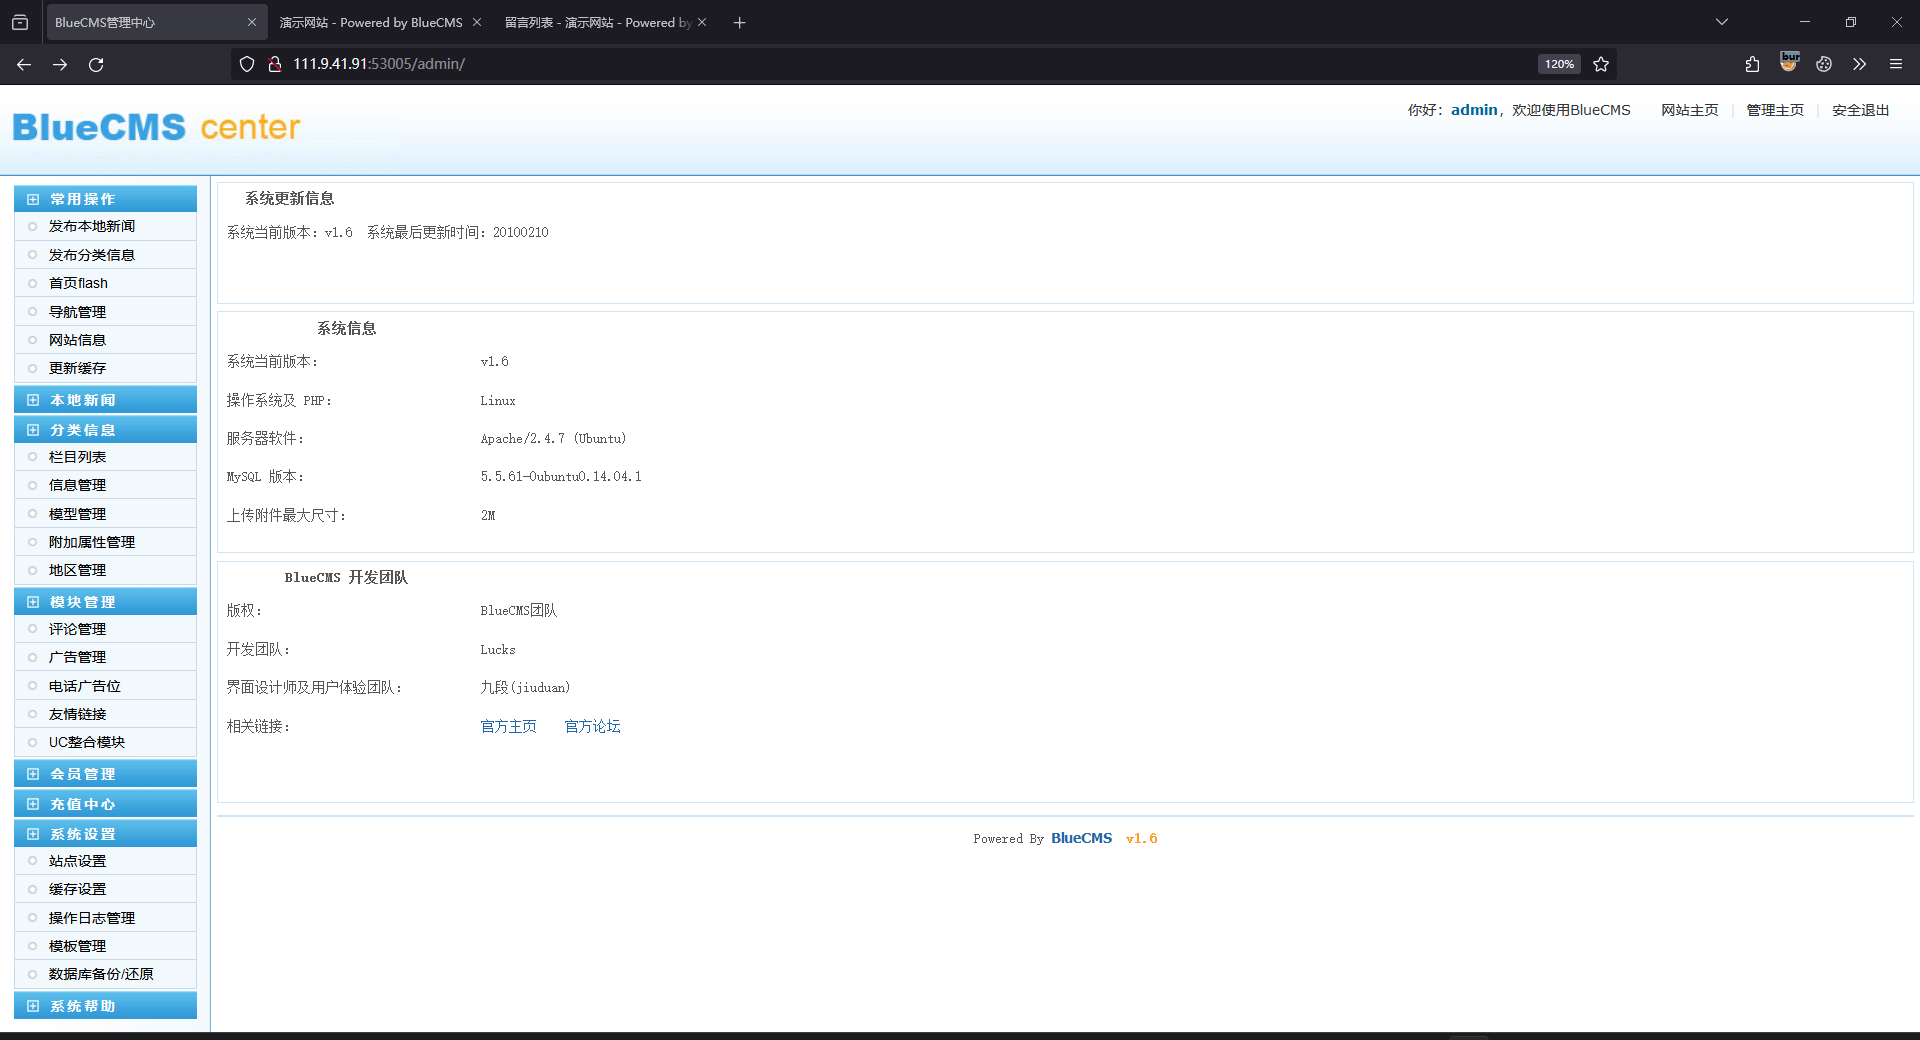 BlueCMS管理中心
演示网站 - Powered by BlueCMS
留言列表 - 演示网站 - Powered by
111.9.41.91:53005/admin/
120%
bur
BlueCMS center
你好：admin，欢迎使用BlueCMS 网站主页 管理主页 安全退出
常用操作
发布本地新闻
发布分类信息
首页flash
导航管理
网站信息
更新缓存
本地新闻
分类信息
栏目列表
信息管理
模型管理
附加属性管理
地区管理
模块管理
评论管理
广告管理
电话广告位
友情链接
UC整合模块
会员管理
充值中心
系统设置
站点设置
缓存设置
操作日志管理
模板管理
数据库备份/还原
系统帮助
系统更新信息
系统当前版本：v1.6 系统最后更新时间：20100210
系统信息
系统当前版本： v1.6
操作系统及 PHP： Linux
服务器软件： Apache/2.4.7 (Ubuntu)
MySQL 版本： 5.5.61-0ubuntu0.14.04.1
上传附件最大尺寸： 2M
BlueCMS 开发团队
版权： BlueCMS团队
开发团队： Lucks
界面设计师及用户体验团队： 九段(jiuduan)
相关链接： 官方主页 官方论坛
Powered By BlueCMS v1.6